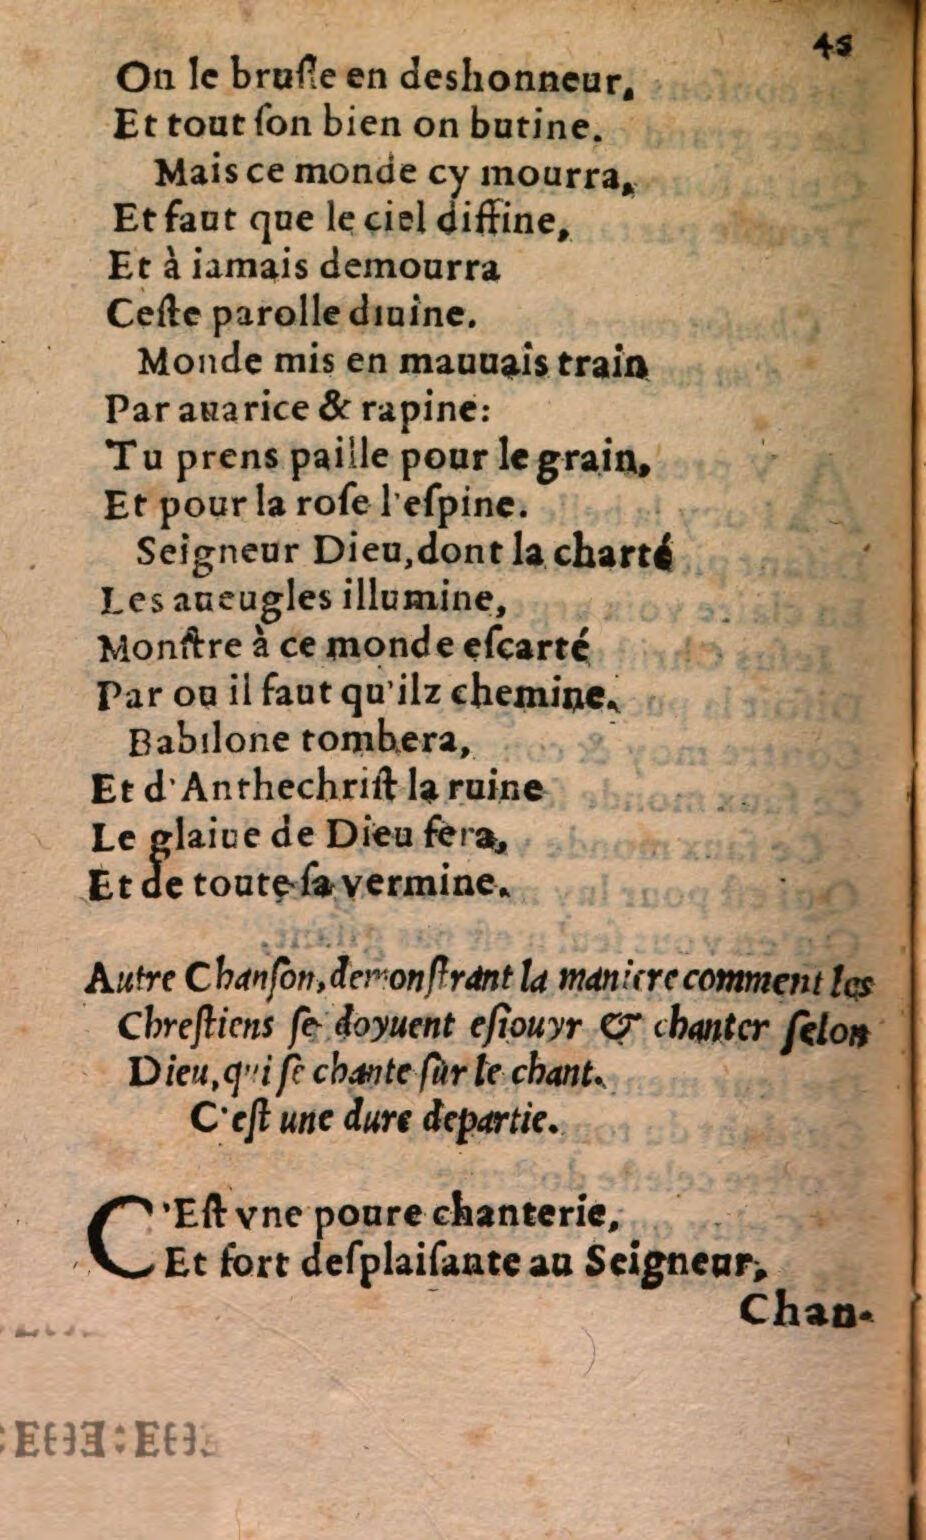 45
On le bruſle en deshonneur,
Et tout ſon bien on butine.
Mais ce monde cy mourra,
Et faut que le ciel diffine,
Et à iamais demourra
Ceſte parolle diuine.
Monde mis en mauuais train
Par auarice & rapine:
Tu prens paille pour le grain,
Et pour la roſe l'eſpine.
Seigneur Dieu, dont la charté
Les aueugles illumine,
Monſtre à ce monde eſcarté
Par ou il faut qu'ilz chemine.
Babilone tombera,
Et d'Anthechriſt la ruine
Le glaiue de Dieu fera,
Et de toute ſa vermine.
Autre Chanſon, demonſtrant la maniere comment les
Chreſtiens ſe doyuent eſiouyr & chanter ſelon
Dieu, qui ſe chante ſur le chant.
C'eſt une dure departie.
C'Eſt vne poure chanterie,
Et fort deſplaiſante au Seigneur,
Chan-